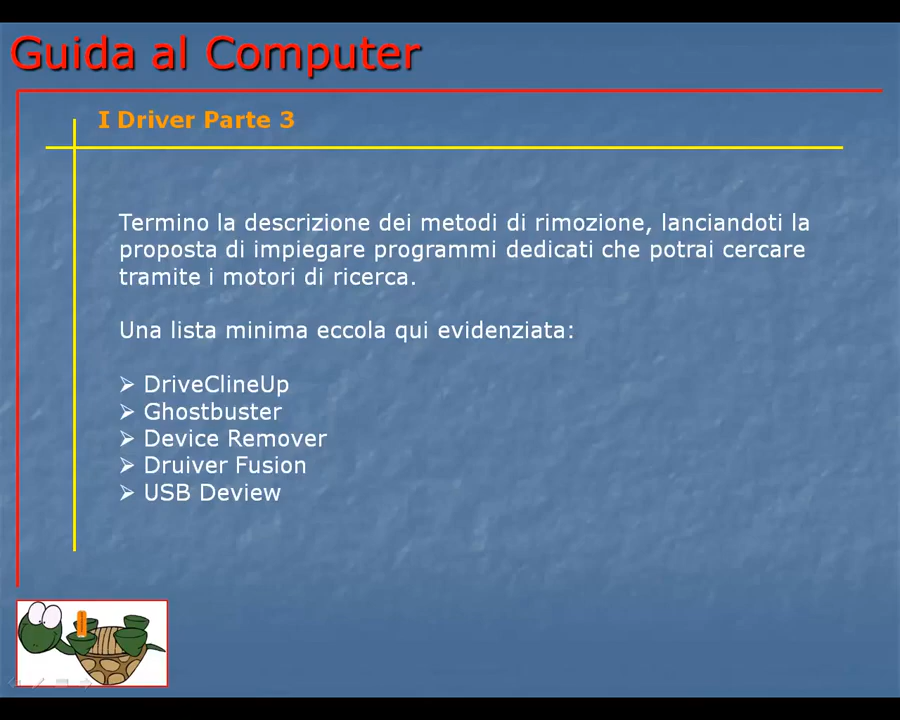 Guida al Computer
I Driver Parte 3
Termino la descrizione dei metodi di rimozione, lanciandoti la
proposta di impiegare programmi dedicati che potrai cercare
tramite i motori di ricerca.
Una lista minima eccola qui evidenziata:
➢ DriveClineUp
➢ Ghostbuster
➢ Device Remover
➢ Druiver Fusion
➢ USB Deview